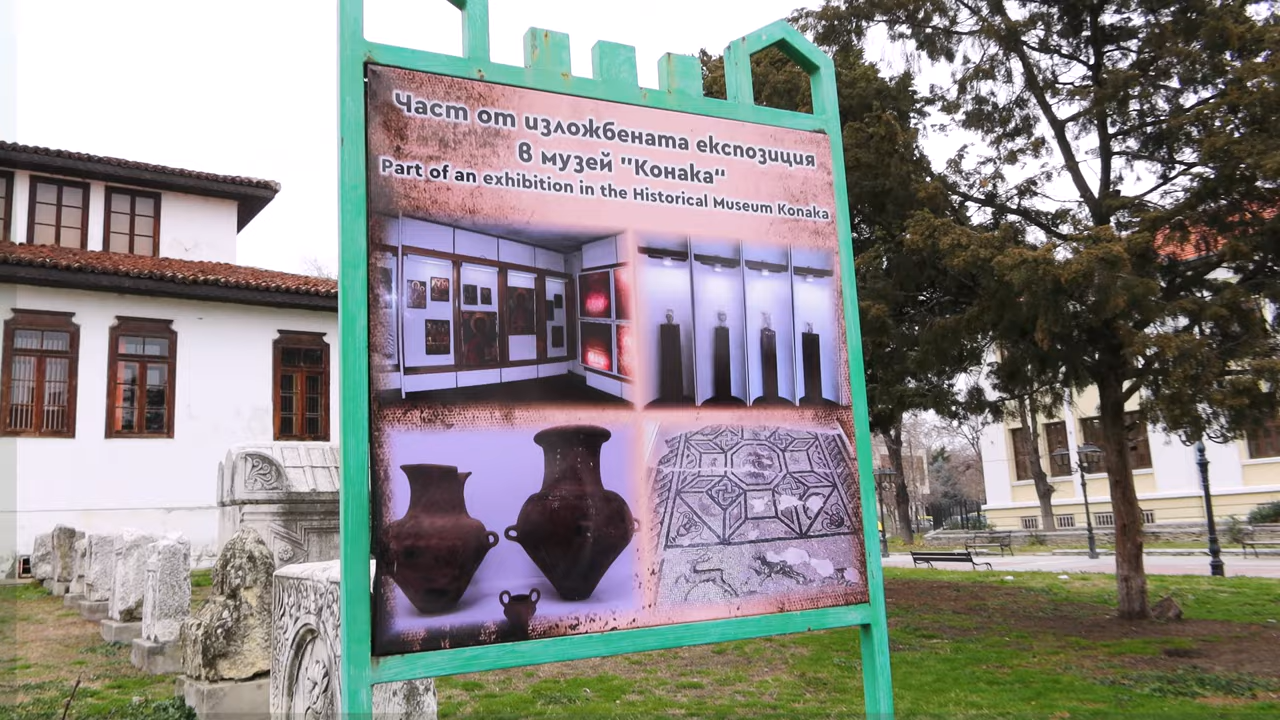 Част от изложбената експозиция
в музей "Конака"
Part of an exhibition in the Historical Museum Konaka